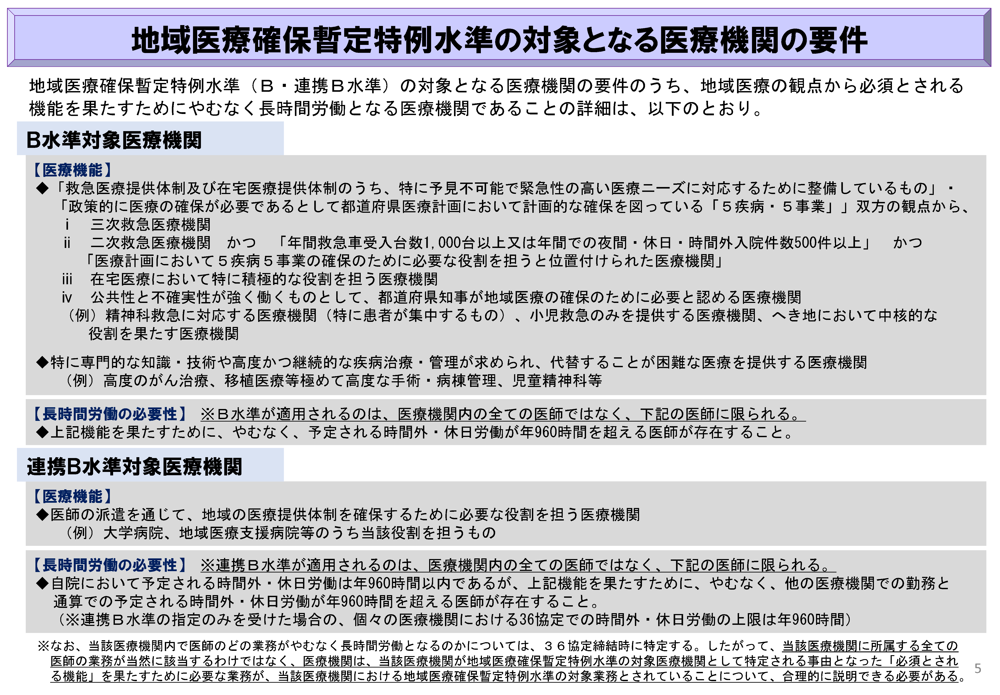 地域医療確保暫定特例水準の対象となる医療機関の要件
地域医療確保暫定特例水準（Ｂ・連携Ｂ水準）の対象となる医療機関の要件のうち、地域医療の観点から必須とされる
機能を果たすためにやむなく長時間労働となる医療機関であることの詳細は、以下のとおり。
B水準対象医療機関
【医療機能】
◆「救急医療提供体制及び在宅医療提供体制のうち、特に予見不可能で緊急性の高い医療ニーズに対応するために整備しているもの」・
「政策的に医療の確保が必要であるとして都道府県医療計画において計画的な確保を図っている「５疾病・５事業」」双方の観点から、
ⅰ　三次救急医療機関
ⅱ　二次救急医療機関　かつ　「年間救急車受入台数1,000台以上又は年間での夜間・休日・時間外入院件数500件以上」　かつ
「医療計画において５疾病５事業の確保のために必要な役割を担うと位置付けられた医療機関」
ⅲ　在宅医療において特に積極的な役割を担う医療機関
ⅳ　公共性と不確実性が強く働くものとして、都道府県知事が地域医療の確保のために必要と認める医療機関
（例）精神科救急に対応する医療機関（特に患者が集中するもの）、小児救急のみを提供する医療機関、へき地において中核的な
役割を果たす医療機関
◆特に専門的な知識・技術や高度かつ継続的な疾病治療・管理が求められ、代替することが困難な医療を提供する医療機関
（例）高度のがん治療、移植医療等極めて高度な手術・病棟管理、児童精神科等
【長時間労働の必要性】　※Ｂ水準が適用されるのは、医療機関内の全ての医師ではなく、下記の医師に限られる。
◆上記機能を果たすために、やむなく、予定される時間外・休日労働が年960時間を超える医師が存在すること。
連携B水準対象医療機関
【医療機能】
◆医師の派遣を通じて、地域の医療提供体制を確保するために必要な役割を担う医療機関
（例）大学病院、地域医療支援病院等のうち当該役割を担うもの
【長時間労働の必要性】　※連携Ｂ水準が適用されるのは、医療機関内の全ての医師ではなく、下記の医師に限られる。
◆自院において予定される時間外・休日労働は年960時間以内であるが、上記機能を果たすために、やむなく、他の医療機関での勤務と
通算での予定される時間外・休日労働が年960時間を超える医師が存在すること。
（※連携Ｂ水準の指定のみを受けた場合の、個々の医療機関における36協定での時間外・休日労働の上限は年960時間）
※なお、当該医療機関内で医師のどの業務がやむなく長時間労働となるのかについては、３６協定締結時に特定する。したがって、当該医療機関に所属する全ての
医師の業務が当然に該当するわけではなく、医療機関は、当該医療機関が地域医療確保暫定特例水準の対象医療機関として特定される事由となった「必須とされ
る機能」を果たすために必要な業務が、当該医療機関における地域医療確保暫定特例水準の対象業務とされていることについて、合理的に説明できる必要がある。
5